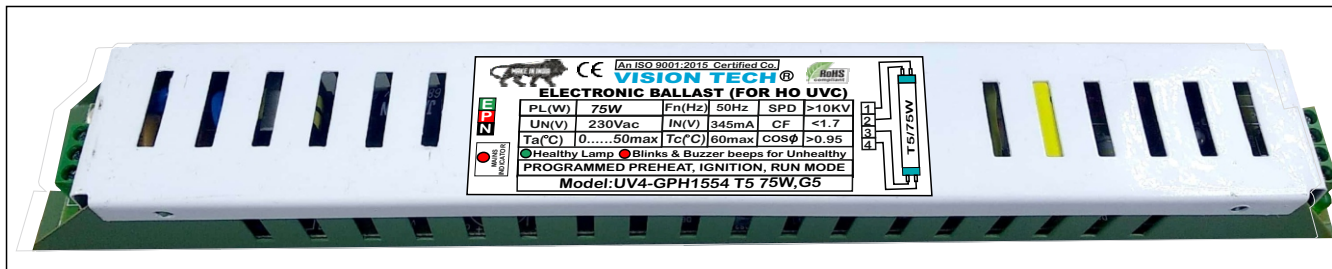 MAKE IN INDIA
CE
An ISO 9001:2015 Certified Co.
VISION TECH®
RoHS
compliant
ELECTRONIC BALLAST (FOR HO UVC)
E
P
N
PL(W) 75W Fn(Hz) 50Hz SPD >10KV
UN(V) 230Vac IN(V) 345mA CF <1.7
Ta(°C) 0......50max Tc(°C) 60max COSϕ >0.95
1
2
3
4
T5/75W
MAINS
INDICATOR
Healthy Lamp Blinks & Buzzer beeps for Unhealthy
PROGRAMMED PREHEAT, IGNITION, RUN MODE
Model:UV4-GPH1554 T5 75W,G5